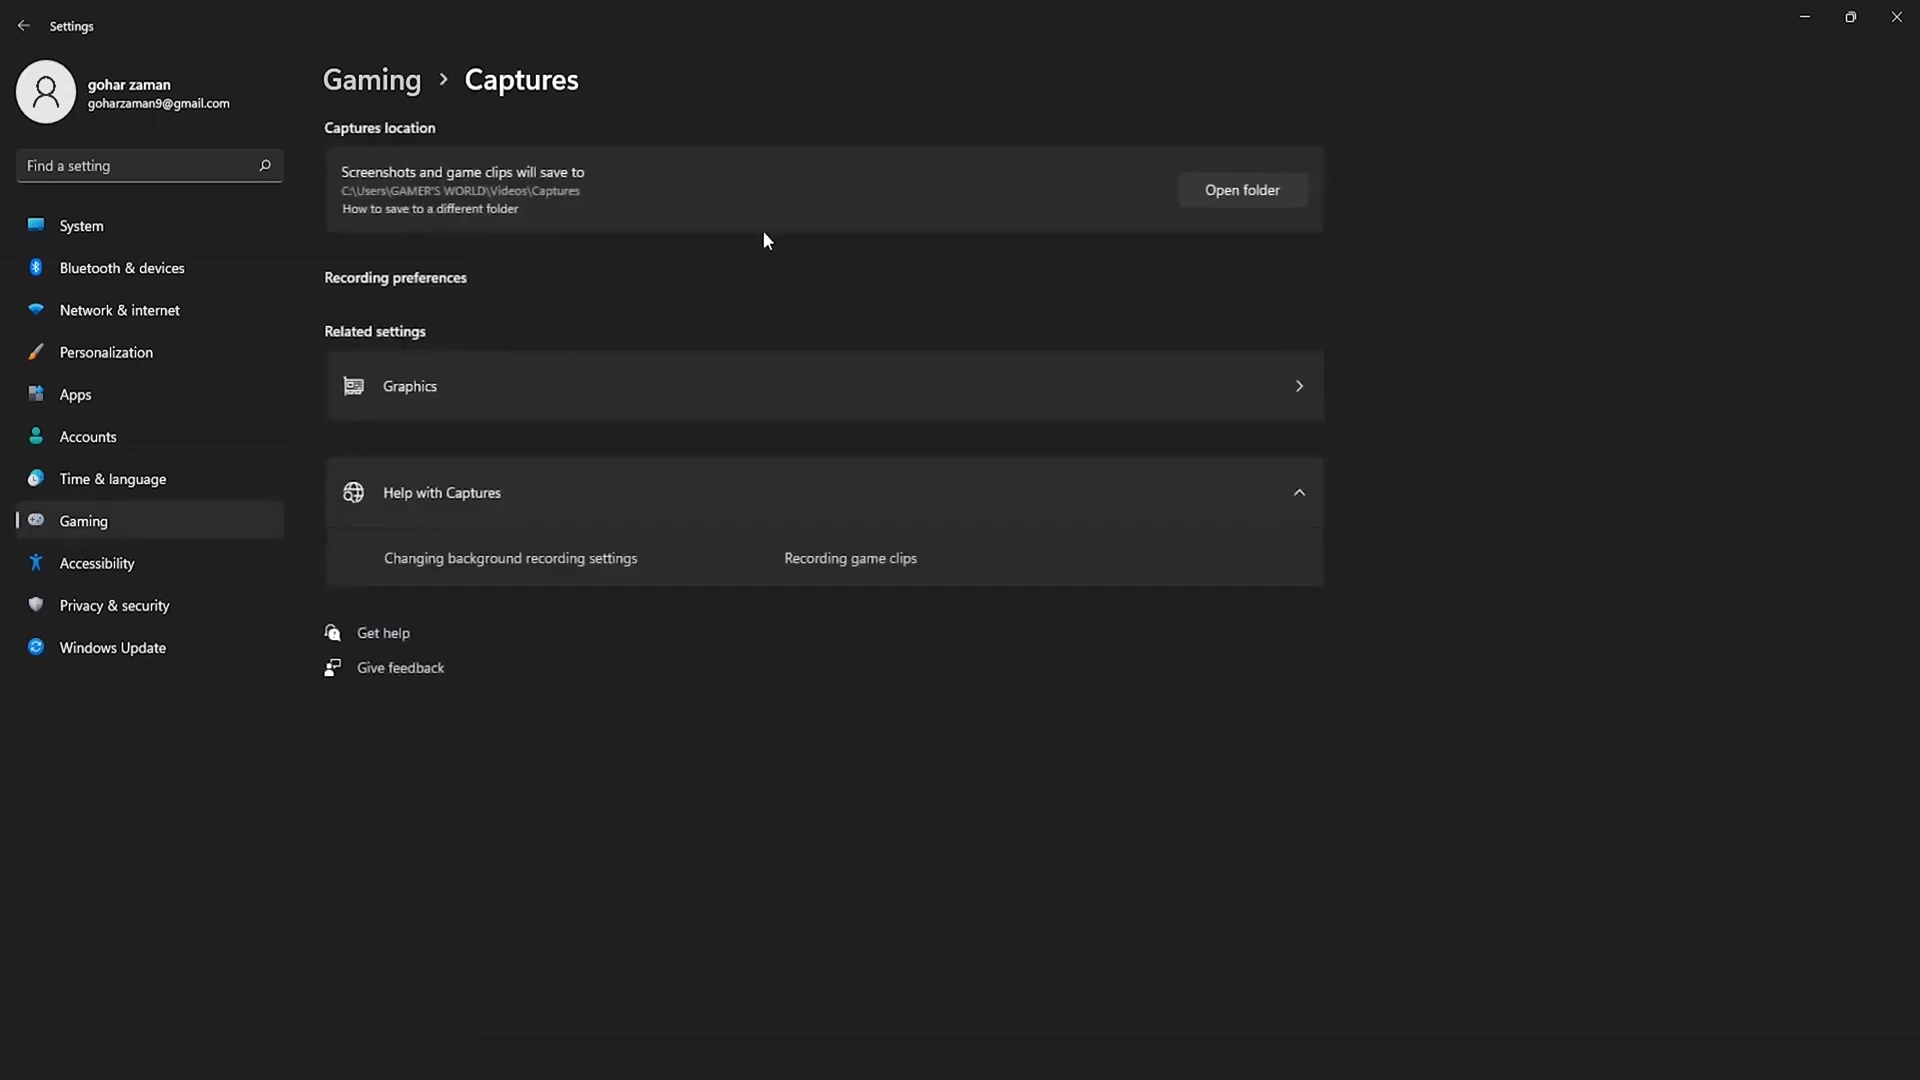 Settings
gohar zaman
goharzaman9@gmail.com
Find a setting
System
Bluetooth & devices
Network & internet
Personalization
Apps
Accounts
Time & language
Gaming
Accessibility
Privacy & security
Windows Update
Gaming > Captures
Captures location
Screenshots and game clips will save to
C:\Users\GAMER'S WORLD\Videos\Captures
How to save to a different folder
Open folder
Recording preferences
Related settings
Graphics
Help with Captures
Changing background recording settings
Recording game clips
Get help
Give feedback